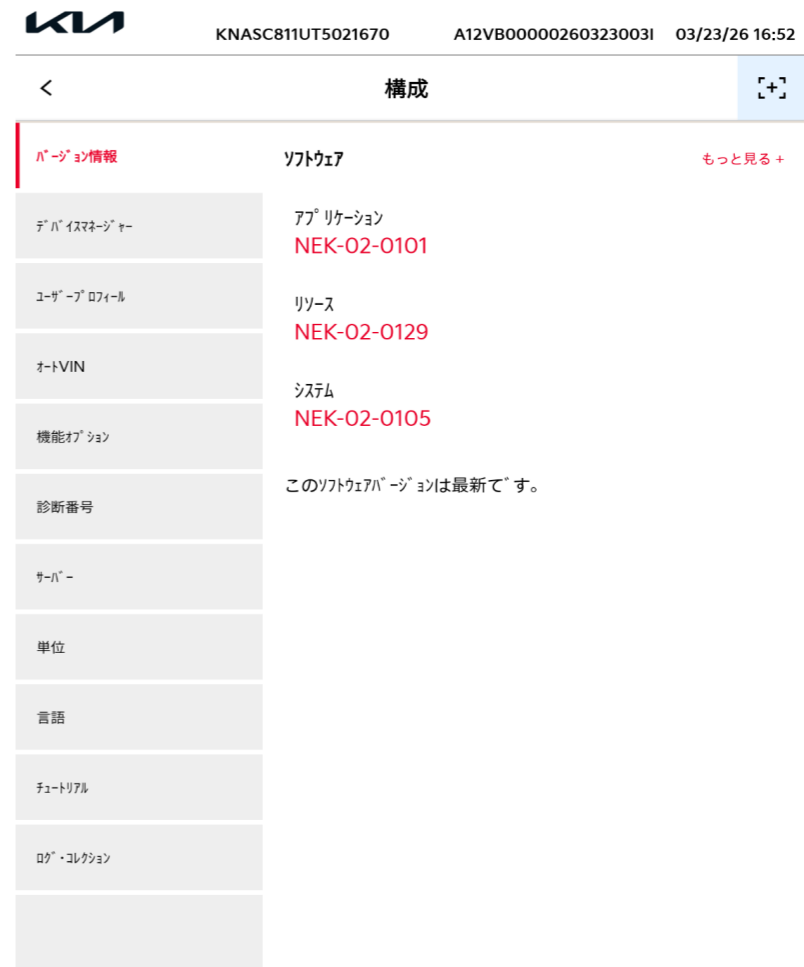 KIA
KNASC811UT5021670 A12VB00000260323003I 03/23/26 16:52
< 構成 [+]
ﾊﾞｰｼﾞｮﾝ情報
ﾃﾞﾊﾞｲｽﾏﾈｰｼﾞｬｰ
ﾕｰｻﾞｰﾌﾟﾛﾌｨｰﾙ
ｵｰﾄVIN
機能ｵﾌﾟｼｮﾝ
診断番号
ｻｰﾊﾞｰ
単位
言語
ﾁｭｰﾄﾘｱﾙ
ﾛｸﾞ・ｺﾚｸｼｮﾝ
ｿﾌﾄｳｪｱ もっと見る +
ｱﾌﾟﾘｹｰｼｮﾝ
NEK-02-0101
ﾘｿｰｽ
NEK-02-0129
ｼｽﾃﾑ
NEK-02-0105
このｿﾌﾄｳｪｱﾊﾞｰｼﾞｮﾝは最新てﾞす。